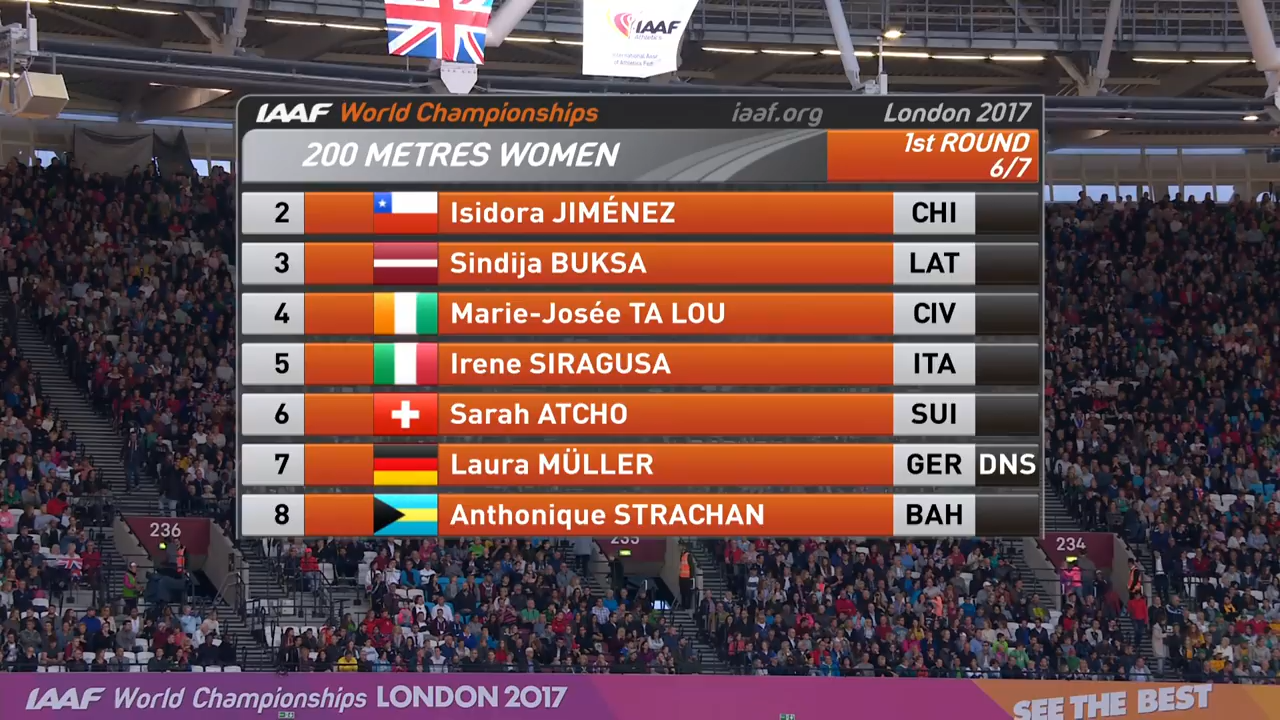 IAAF
Athletics
IAAF World Championships iaaf.org London 2017
200 METRES WOMEN 1st ROUND
6/7
2 Isidora JIMÉNEZ CHI
3 Sindija BUKSA LAT
4 Marie-Josée TA LOU CIV
5 Irene SIRAGUSA ITA
6 Sarah ATCHO SUI
7 Laura MÜLLER GER DNS
8 Anthonique STRACHAN BAH
236 235 234
IAAF World Championships LONDON 2017 SEE THE BEST